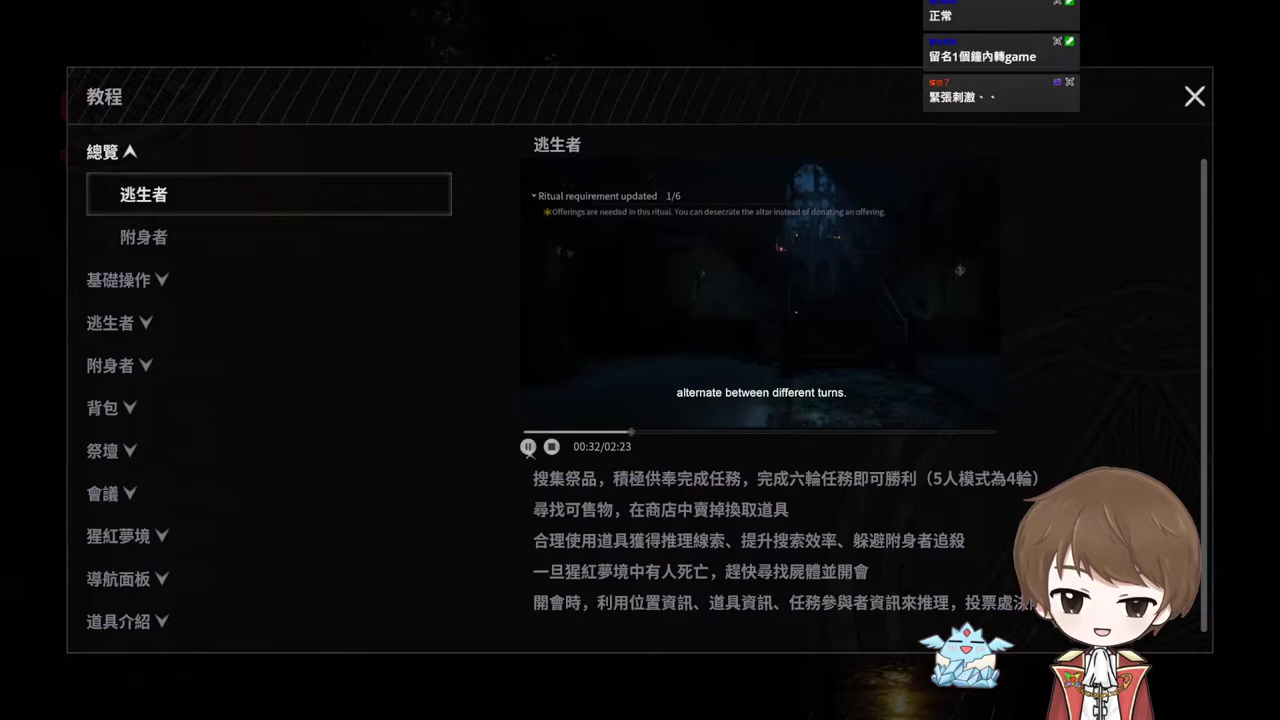 正常
留名1個鐘內轉game
緊張刺激、、
教程
總覽
逃生者
附身者
基礎操作
逃生者
附身者
背包
祭壇
會議
猩紅夢境
導航面板
道具介紹
逃生者
Ritual requirement updated 1/6
Offerings are needed in this ritual. You can desecrate the altar instead of donating an offering.
alternate between different turns.
00:32/02:23
搜集祭品，積極供奉完成任務，完成六輪任務即可勝利（5人模式為4輪）
尋找可售物，在商店中賣掉換取道具
合理使用道具獲得推理線索、提升搜索效率、躲避附身者追殺
一旦猩紅夢境中有人死亡，趕快尋找屍體並開會
開會時，利用位置資訊、道具資訊、任務參與者資訊來推理，投票處決